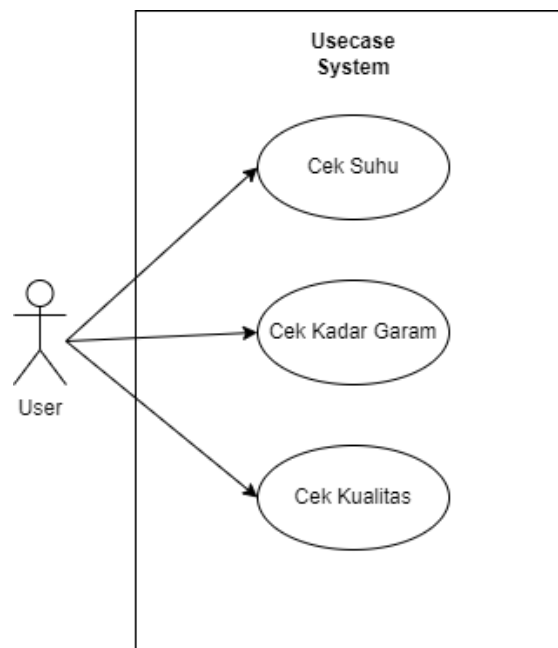 Usecase
System
Cek Suhu
Cek Kadar Garam
User
Cek Kualitas